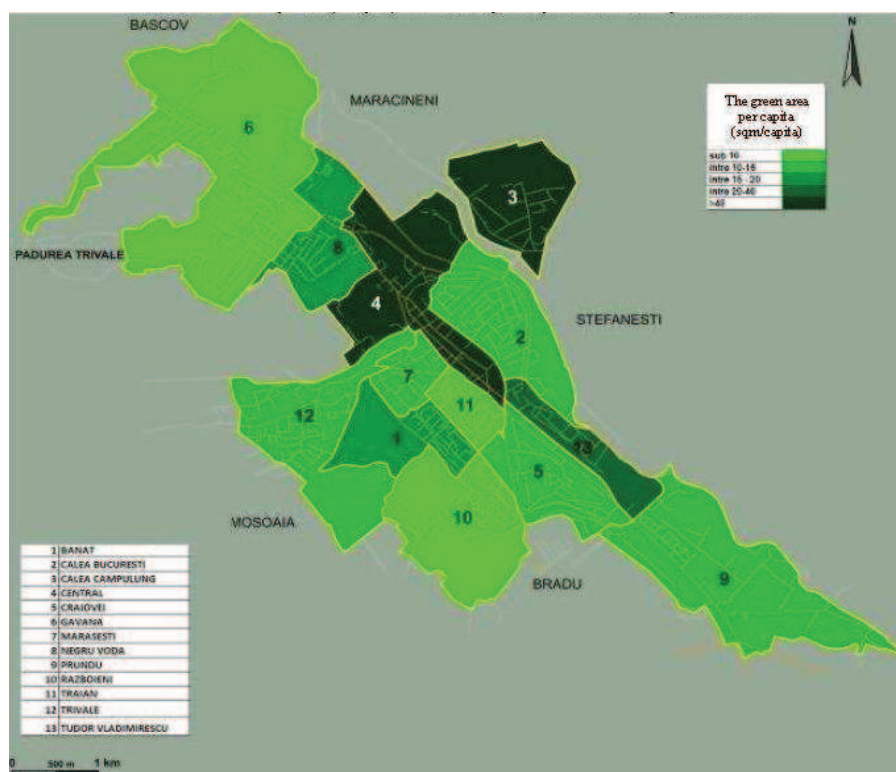 BASCOV
N
MARACINENI
The green area
per capita
(sqm/capita)
sub 10
intre 10-15
intre 15 - 20
intre 20-40
>40
6
3
PADUREA TRIVALE
8
4
STEFANESTI
2
7
12
11
1
13
5
10
MOSOAIA
BRADU
9
1 BANAT
2 CALEA BUCURESTI
3 CALEA CAMPULUNG
4 CENTRAL
5 CRAIOVEI
6 GAVANA
7 MARASESTI
8 NEGRU VODA
9 PRUNDU
10 RAZBOIENI
11 TRAIAN
12 TRIVALE
13 TUDOR VLADIMIRESCU
0 500 m 1 km